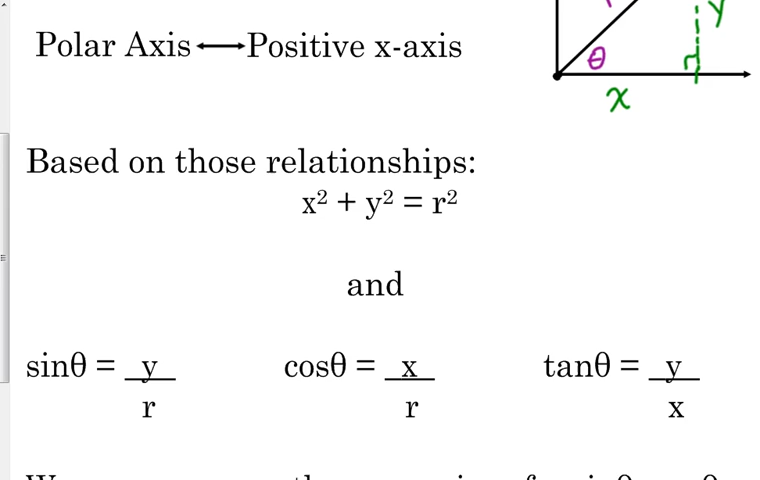 Polar Axis ⟷ Positive x-axis
y
θ
x
Based on those relationships:
x² + y² = r²
and
sinθ = y cosθ = x tanθ = y
r r x